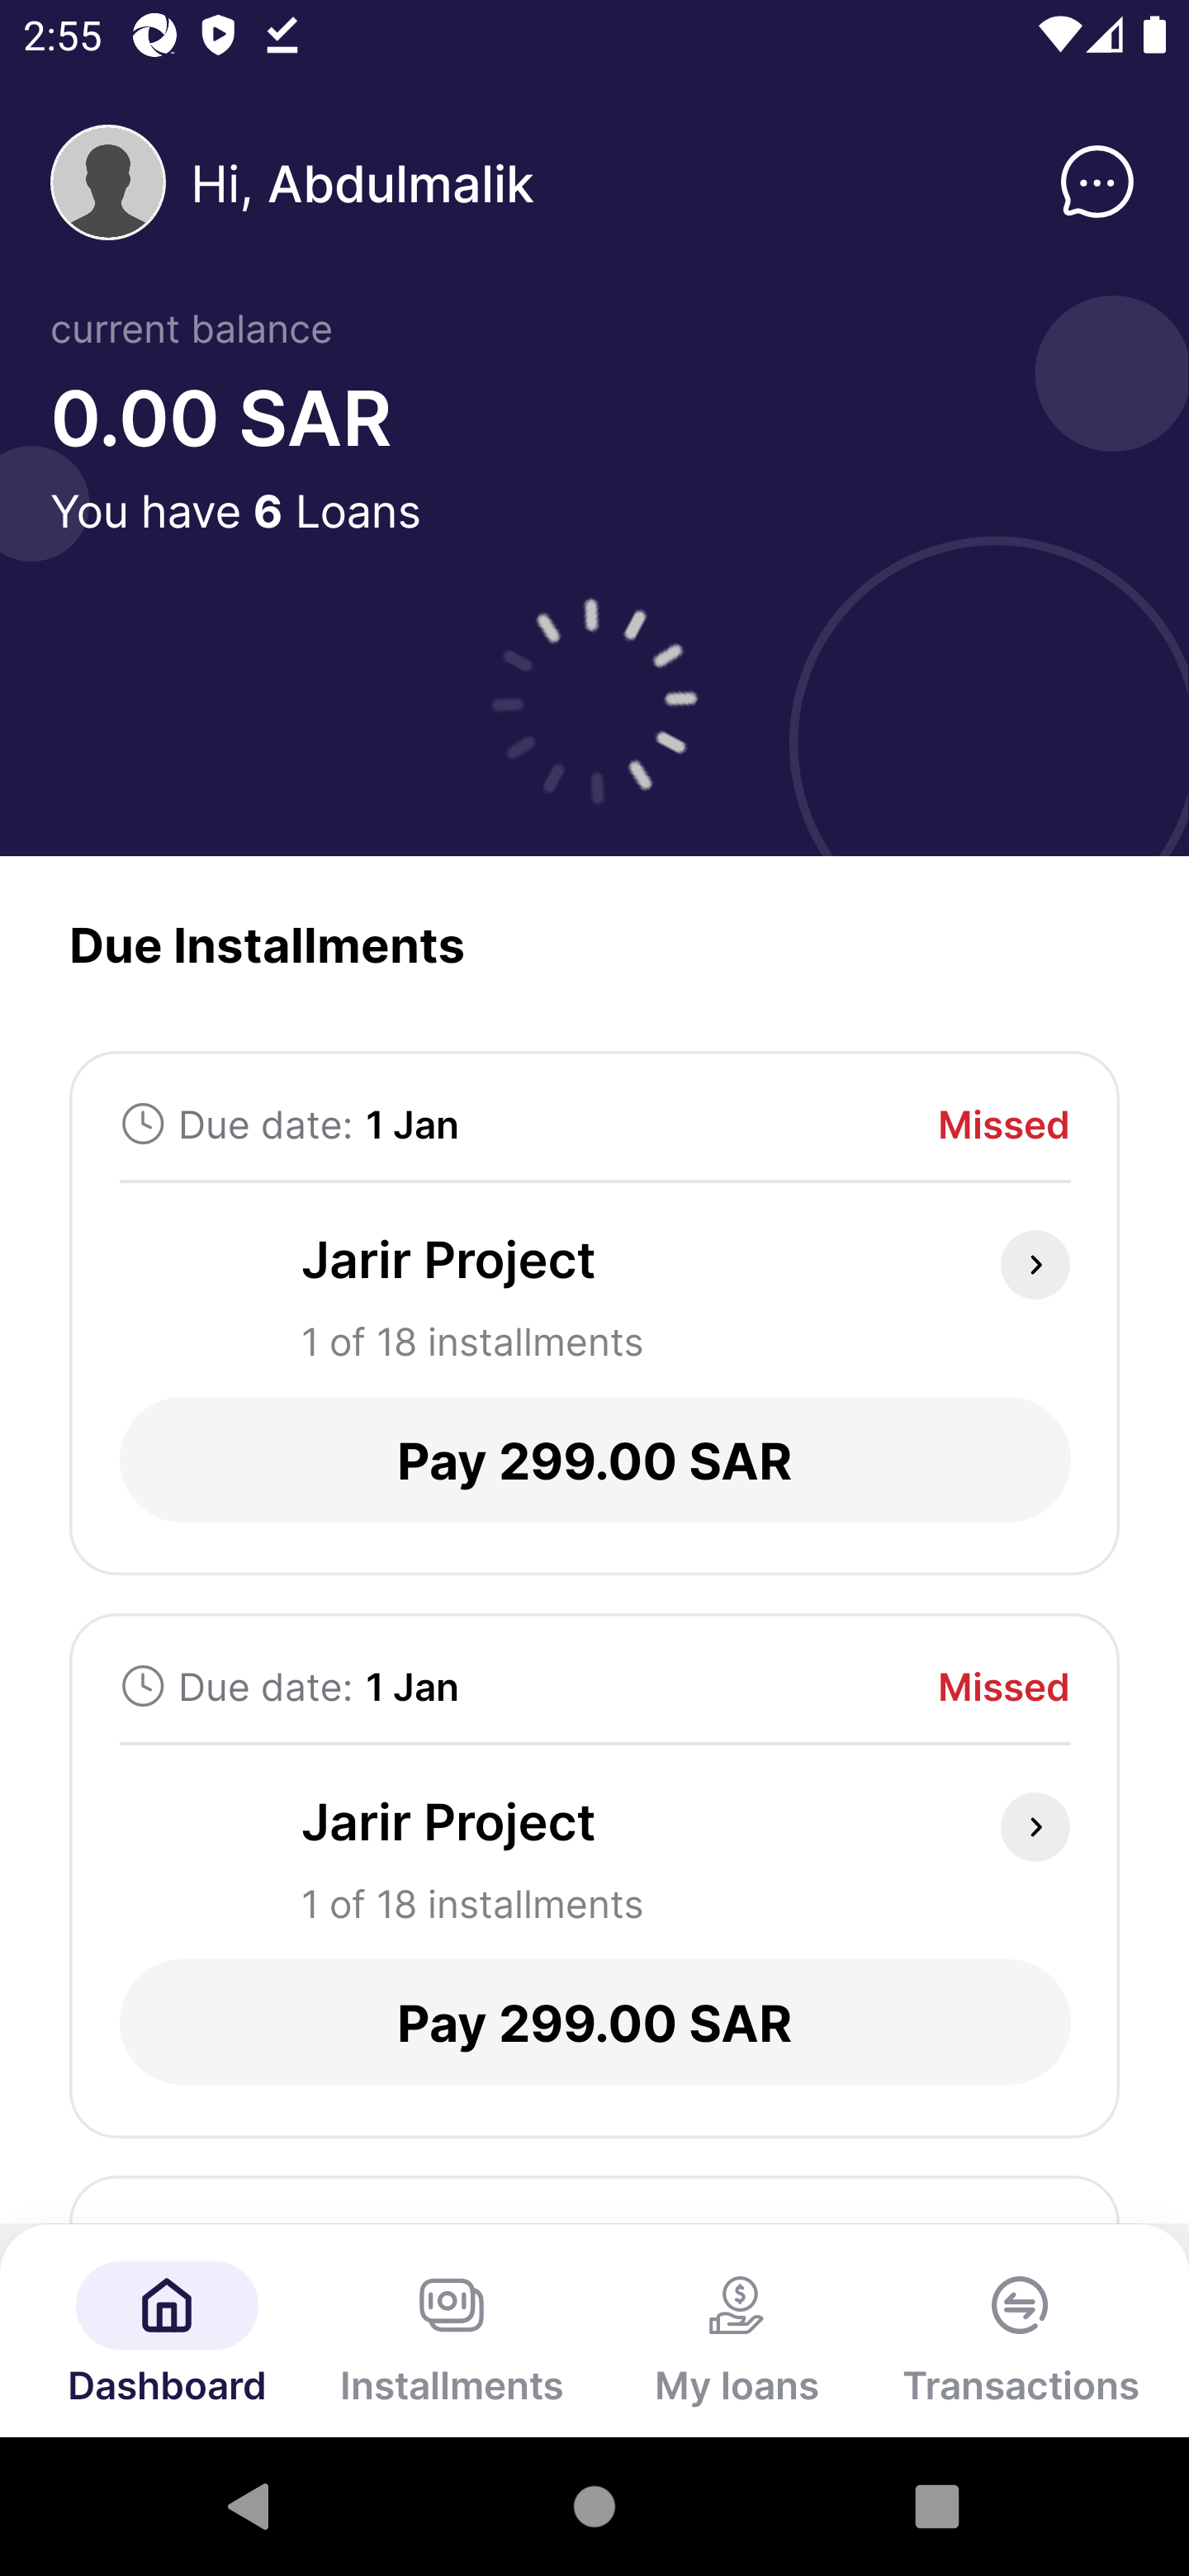 2:55
Hi, Abdulmalik
current balance
0.00 SAR
You have 6 Loans
Due Installments
Due date: 1 Jan
Missed
Jarir Project
1 of 18 installments
Pay 299.00 SAR
Due date: 1 Jan
Missed
Jarir Project
1 of 18 installments
Pay 299.00 SAR
Dashboard
Installments
My loans
Transactions